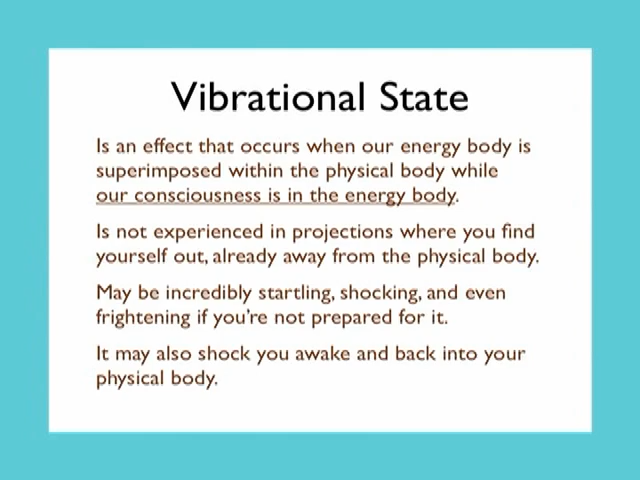 Vibrational State
Is an effect that occurs when our energy body is
superimposed within the physical body while
our consciousness is in the energy body.
Is not experienced in projections where you find
yourself out, already away from the physical body.
May be incredibly startling, shocking, and even
frightening if you're not prepared for it.
It may also shock you awake and back into your
physical body.